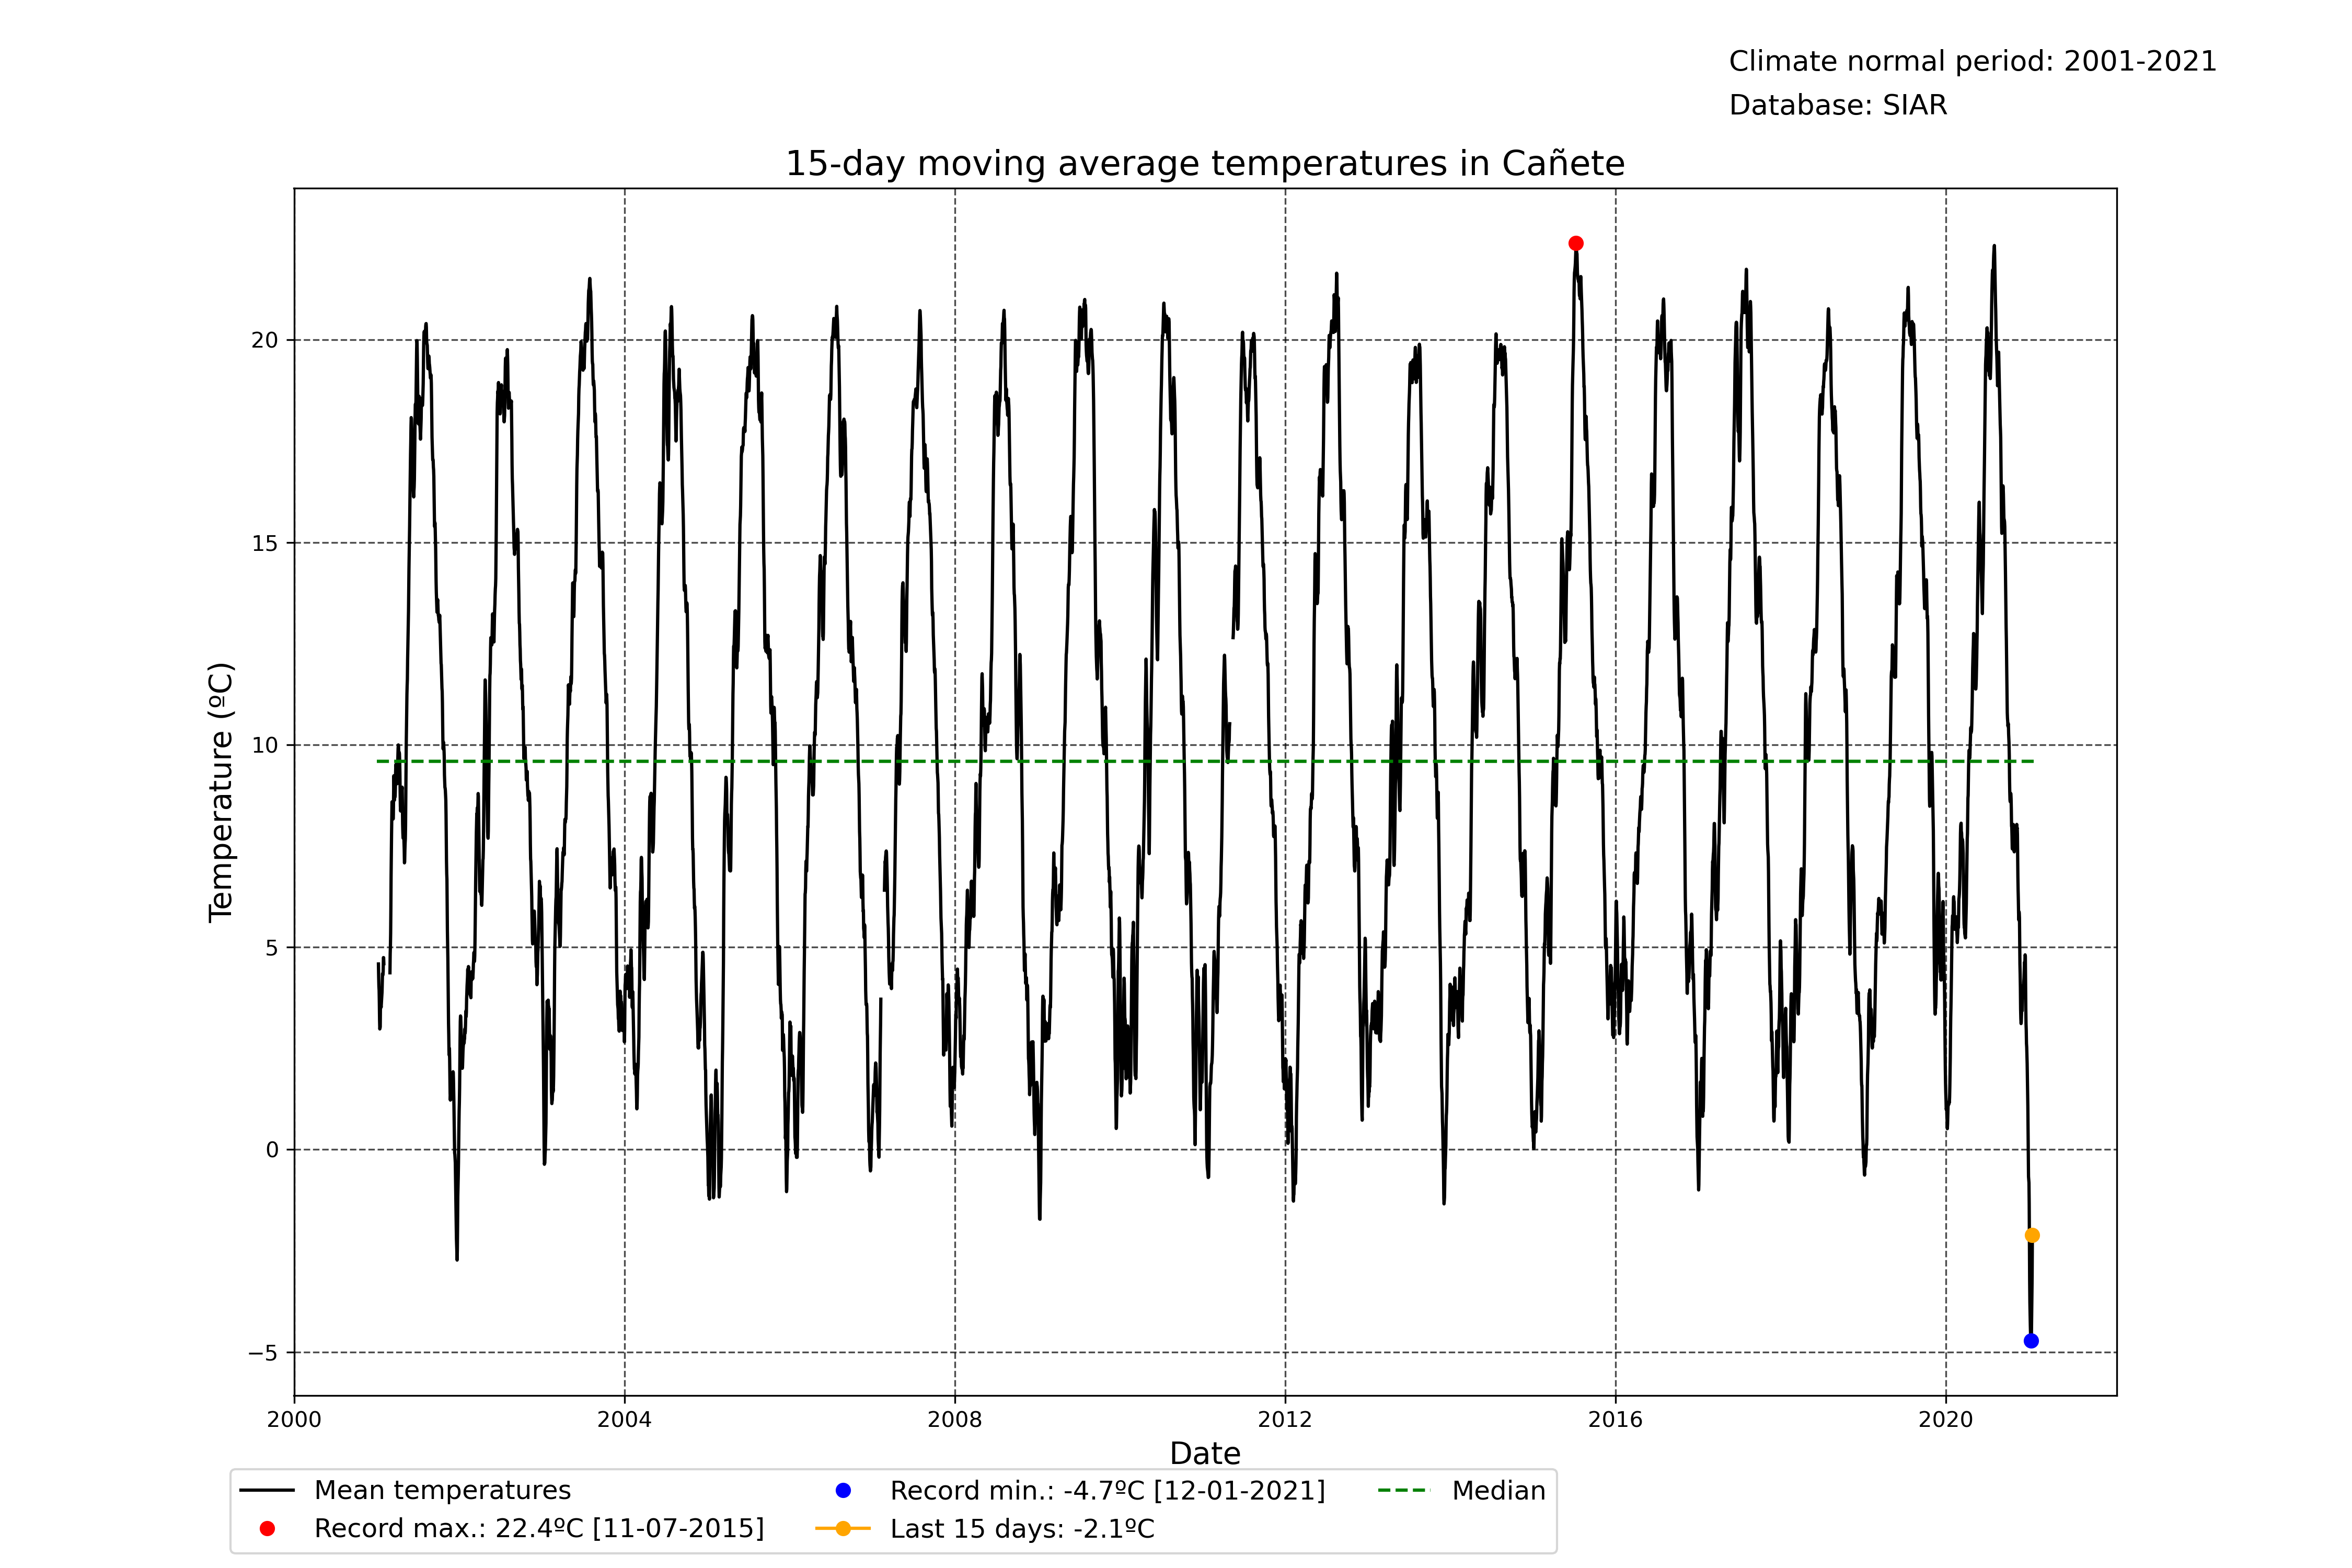 Climate normal period: 2001-2021
Database: SIAR
15-day moving average temperatures in Cañete
Temperature (ºC)
20
15
10
5
0
−5
2000 2004 2008 2012 2016 2020
Date
Mean temperatures
Record max.: 22.4ºC [11-07-2015]
Record min.: -4.7ºC [12-01-2021]
Last 15 days: -2.1ºC
Median